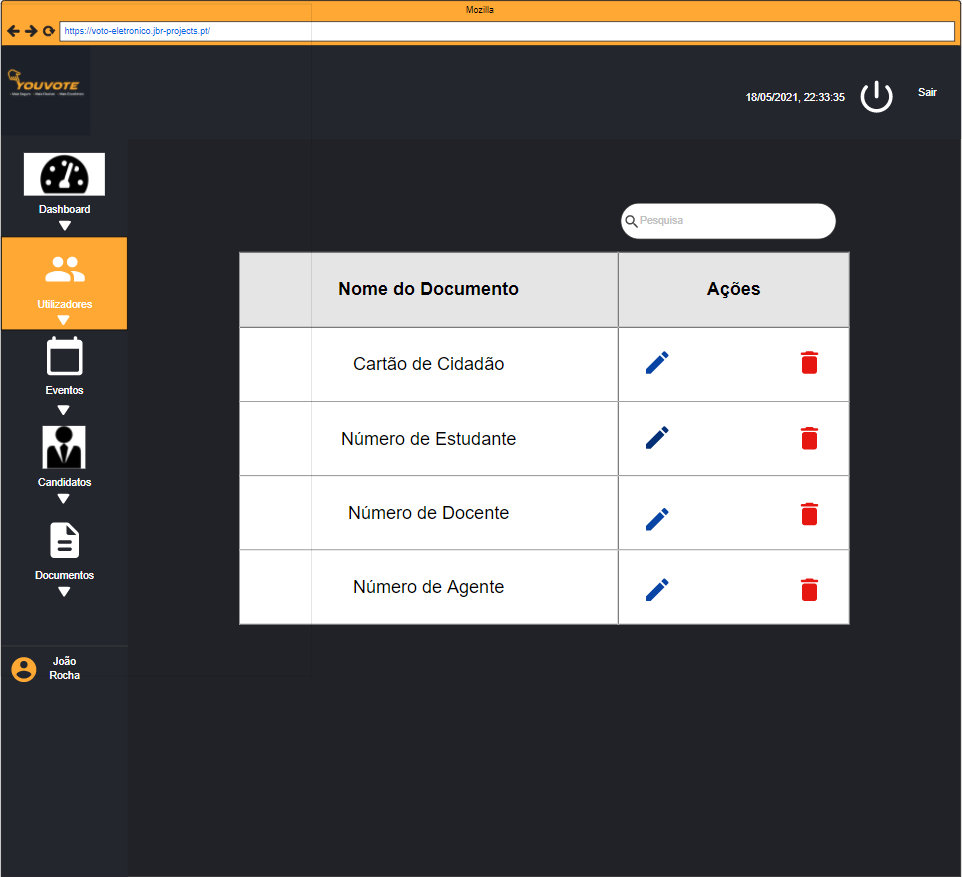 Mozilla
https://voto-eletronico.jbr-projects.pt/
YOUVOTE
18/05/2021, 22:33:35
Sair
Dashboard
Pesquisa
Utilizadores
Nome do Documento
Ações
Cartão de Cidadão
Eventos
Número de Estudante
Candidatos
Número de Docente
Documentos
Número de Agente
João
Rocha